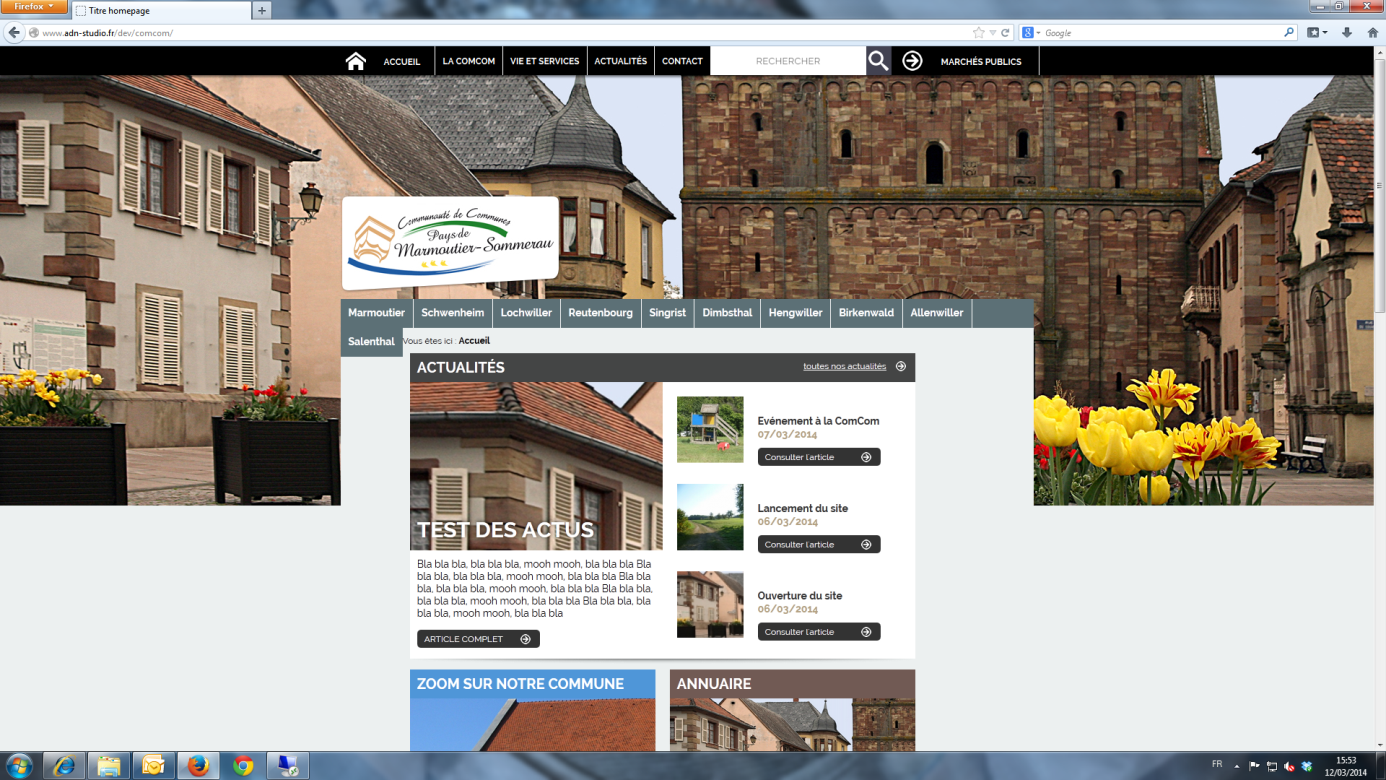 Firefox
Titre homepage
www.adn-studio.fr/dev/comcom/
Google
ACCUEIL
LA COMCOM
VIE ET SERVICES
ACTUALITÉS
CONTACT
RECHERCHER
MARCHÉS PUBLICS
Communauté de Communes
Pays de
Marmoutier-Sommerau
Marmoutier
Schwenheim
Lochwiller
Reutenbourg
Singrist
Dimbsthal
Hengwiller
Birkenwald
Allenwiller
Salenthal
Vous êtes ici : Accueil
ACTUALITÉS
toutes nos actualités
TEST DES ACTUS
Bla bla bla, bla bla bla, mooh mooh, bla bla bla Bla
bla bla, bla bla bla, mooh mooh, bla bla bla Bla bla
bla, bla bla bla, mooh mooh, bla bla bla Bla bla bla,
bla bla bla, mooh mooh, bla bla bla Bla bla bla, bla
bla bla, mooh mooh, bla bla bla
ARTICLE COMPLET
Evénement à la ComCom
07/03/2014
Consulter l'article
Lancement du site
06/03/2014
Consulter l'article
Ouverture du site
06/03/2014
Consulter l'article
ZOOM SUR NOTRE COMMUNE
ANNUAIRE
FR
15:53
12/03/2014